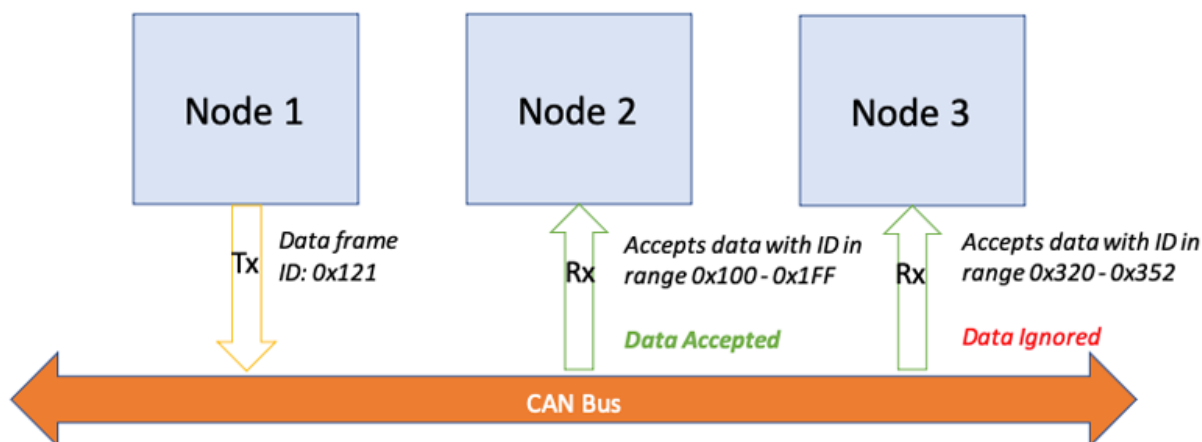 Node 1
Node 2
Node 3
Tx
Data frame
ID: 0x121
Rx
Accepts data with ID in
range 0x100 - 0x1FF
Data Accepted
Rx
Accepts data with ID in
range 0x320 - 0x352
Data Ignored
CAN Bus